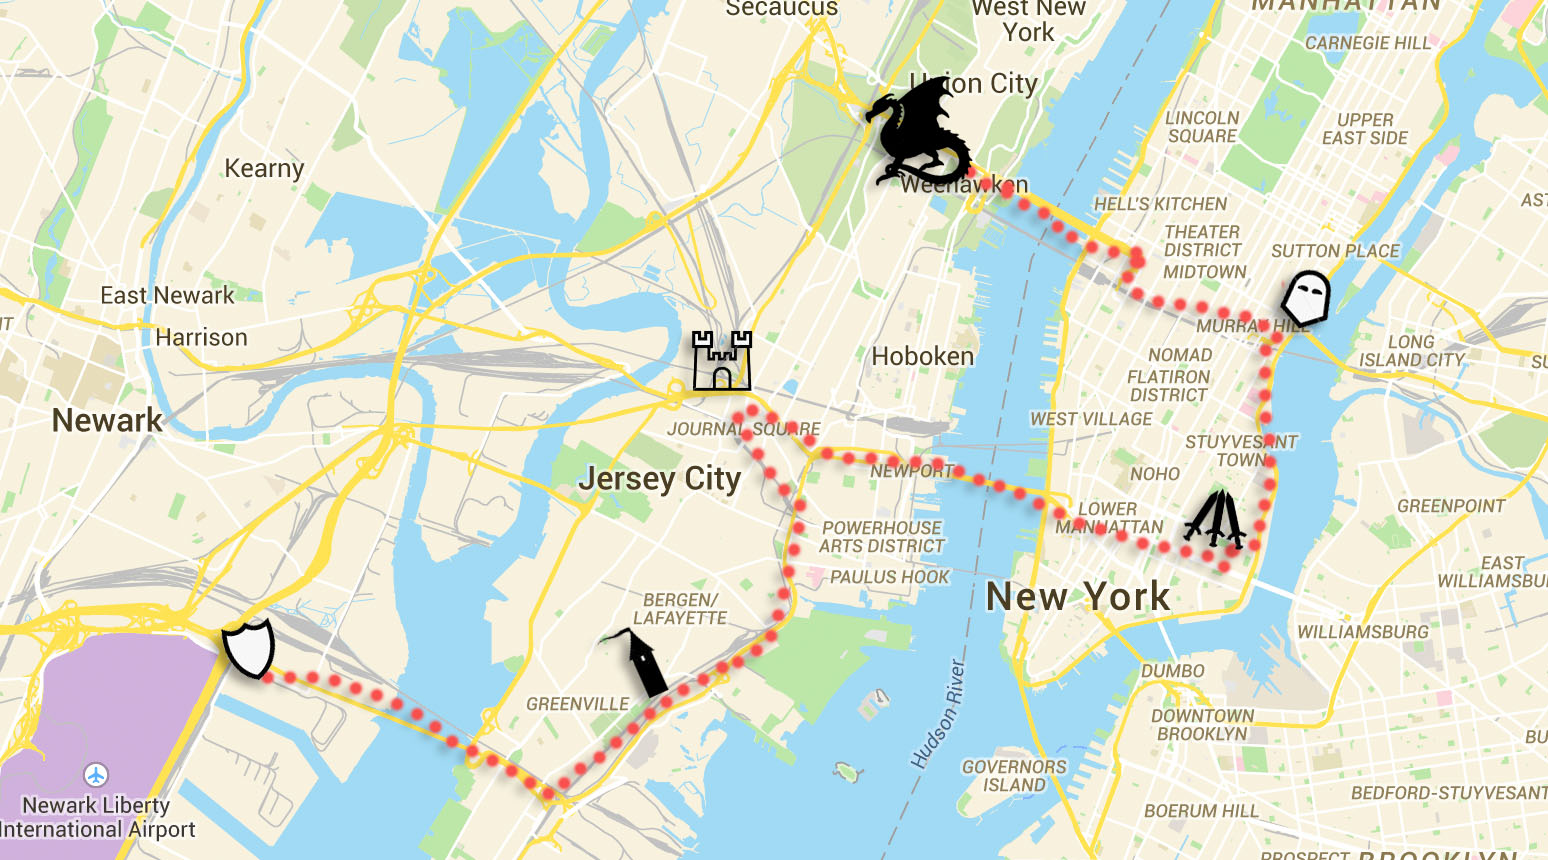 Secaucus
West New
York
MANHATTAN
CARNEGIE HILL
Union City
LINCOLN
SQUARE
UPPER
EAST SIDE
Kearny
Weehawken
HELL'S KITCHEN
AST
THEATER
DISTRICT
SUTTON PLACE
MIDTOWN
East Newark
NT
Harrison
MURRAY HILL
LONG
ISLAND CITY
Hoboken
NOMAD
FLATIRON
DISTRICT
SU
Newark
JOURNAL SQUARE
WEST VILLAGE
STUYVESANT
TOWN
Jersey City
NEWPORT
NOHO
LOWER
MANHATTAN
GREENPOINT
POWERHOUSE
ARTS DISTRICT
PAULUS HOOK
EAST
WILLIAMSBU
New York
BERGEN/
LAFAYETTE
WILLIAMSBURG
DUMBO
GREENVILLE
Hudson River
DOWNTOWN
BROOKLYN
BU
GOVERNORS
ISLAND
Newark Liberty
International Airport
BEDFORD-STUYVESANT
BOERUM HILL
PROSPECT
BROOKLYN